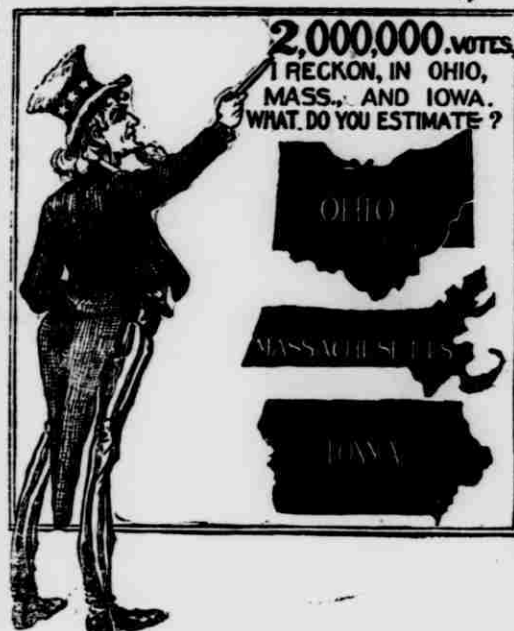 2,000,000. VOTES,
I RECKON, IN OHIO,
MASS., AND IOWA.
WHAT. DO YOU ESTIMATE ?
OHIO
MASSACHUSETTS
IOWA